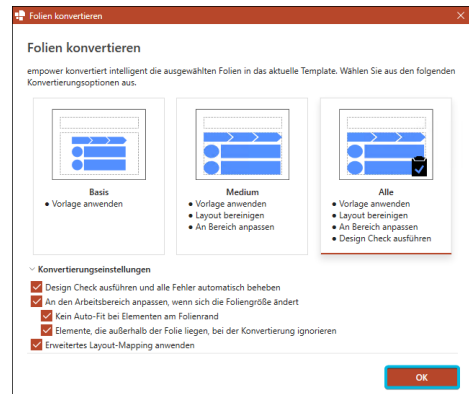 Folien konvertieren
Folien konvertieren
empower konvertiert intelligent die ausgewählten Folien in das aktuelle Template. Wählen Sie aus den folgenden
Konvertierungsoptionen aus.
Basis
• Vorlage anwenden
Medium
• Vorlage anwenden
• Layout bereinigen
• An Bereich anpassen
Alle
• Vorlage anwenden
• Layout bereinigen
• An Bereich anpassen
• Design Check ausführen
Konvertierungseinstellungen
Design Check ausführen und alle Fehler automatisch beheben
An den Arbeitsbereich anpassen, wenn sich die Foliengröße ändert
Kein Auto-Fit bei Elementen am Folienrand
Elemente, die außerhalb der Folie liegen, bei der Konvertierung ignorieren
Erweitertes Layout-Mapping anwenden
OK